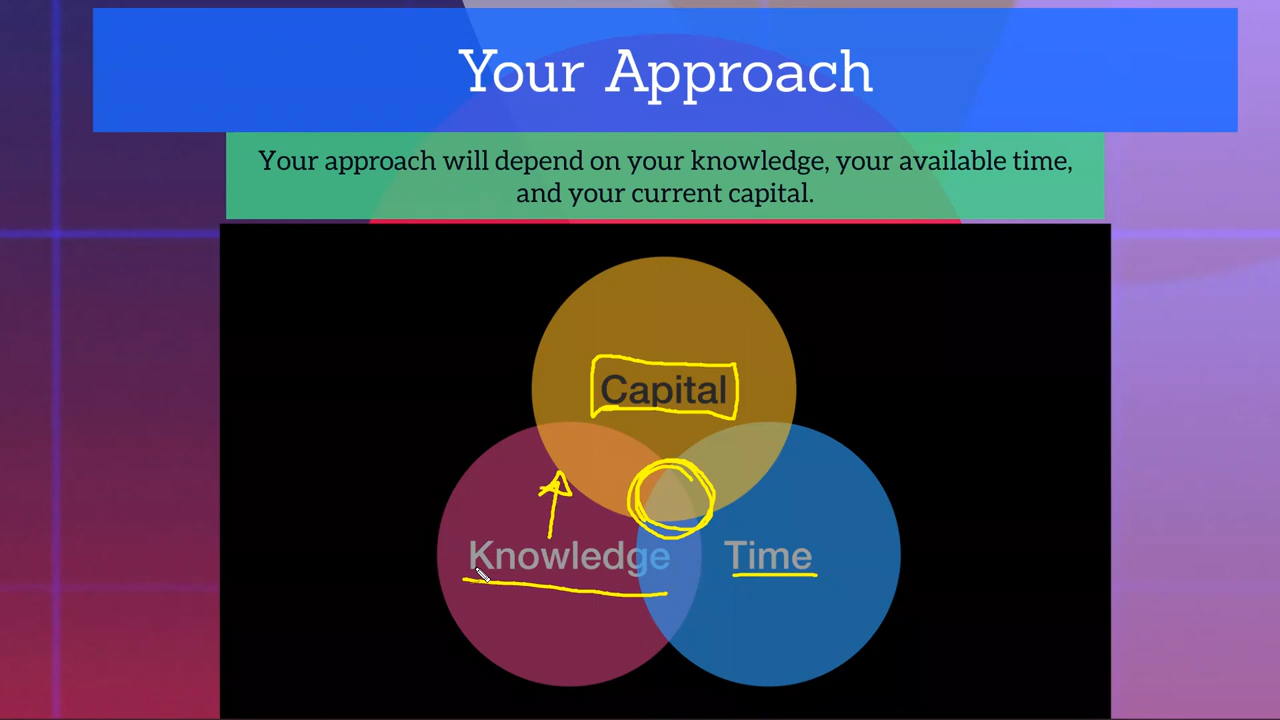 Your Approach
Your approach will depend on your knowledge, your available time,
and your current capital.
Capital
Knowledge
Time